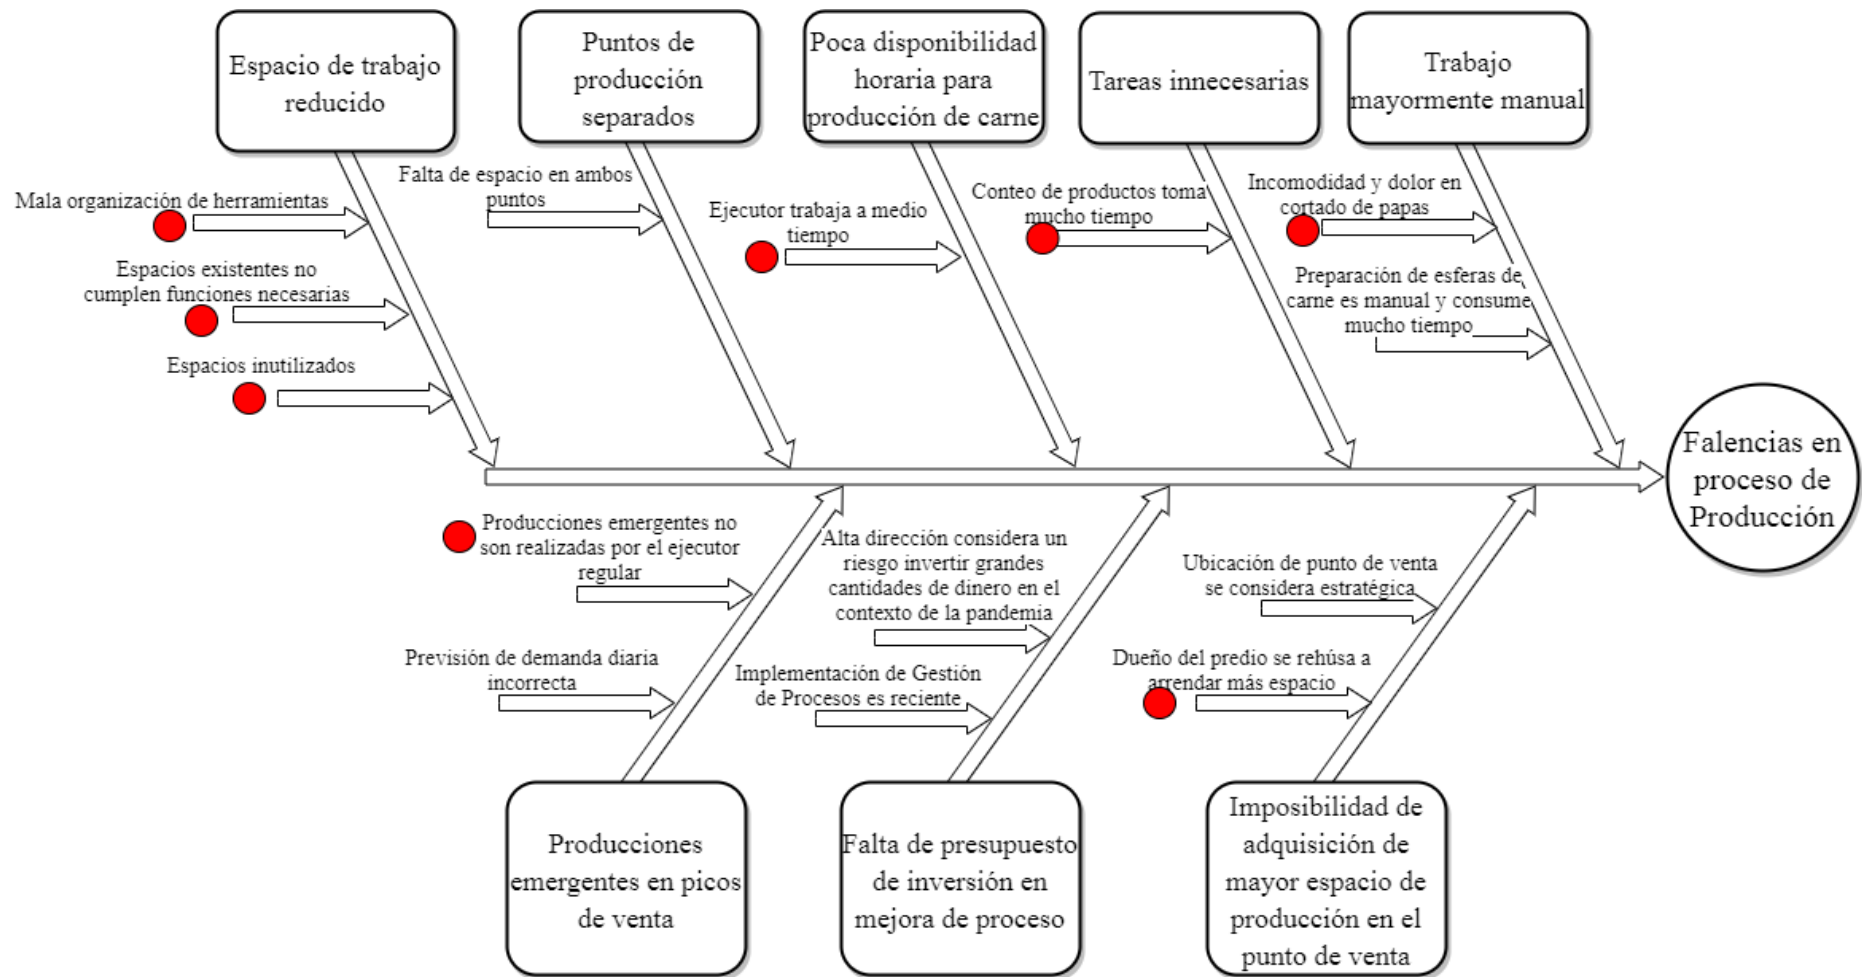 Espacio de trabajo
reducido
Puntos de
producción
separados
Poca disponibilidad
horaria para
producción de carne
Tareas innecesarias
Trabajo
mayormente manual
Mala organización de herramientas
Espacios existentes no
cumplen funciones necesarias
Espacios inutilizados
Falta de espacio en ambos
puntos
Ejecutor trabaja a medio
tiempo
Conteo de productos toma
mucho tiempo
Incomodidad y dolor en
cortado de papas
Preparación de esferas de
carne es manual y consume
mucho tiempo
Falencias en
proceso de
Producción
Producciones emergentes no
son realizadas por el ejecutor
regular
Previsión de demanda diaria
incorrecta
Alta dirección considera un
riesgo invertir grandes
cantidades de dinero en el
contexto de la pandemia
Implementación de Gestión
de Procesos es reciente
Ubicación de punto de venta
se considera estratégica
Dueño del predio se rehúsa a
arrendar más espacio
Producciones
emergentes en picos
de venta
Falta de presupuesto
de inversión en
mejora de proceso
Imposibilidad de
adquisición de
mayor espacio de
producción en el
punto de venta